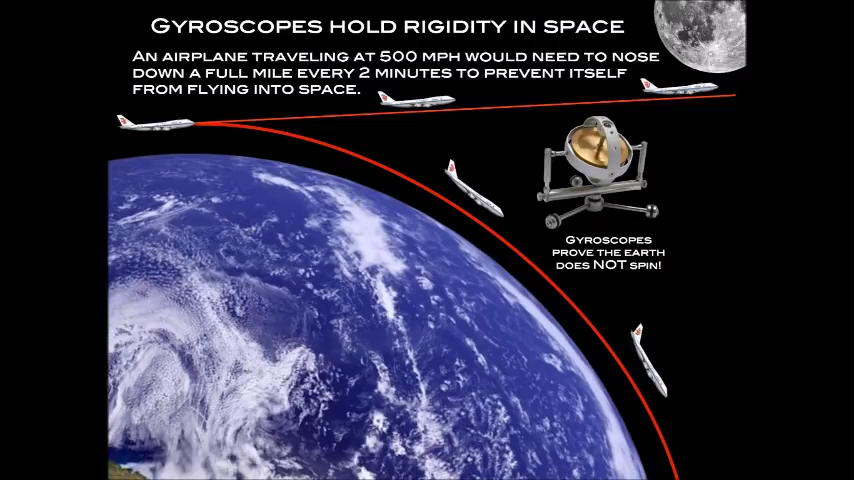 Gyroscopes hold rigidity in space
An airplane traveling at 500 mph would need to nose
down a full mile every 2 minutes to prevent itself
from flying into space.
Gyroscopes
prove the earth
does NOT spin!